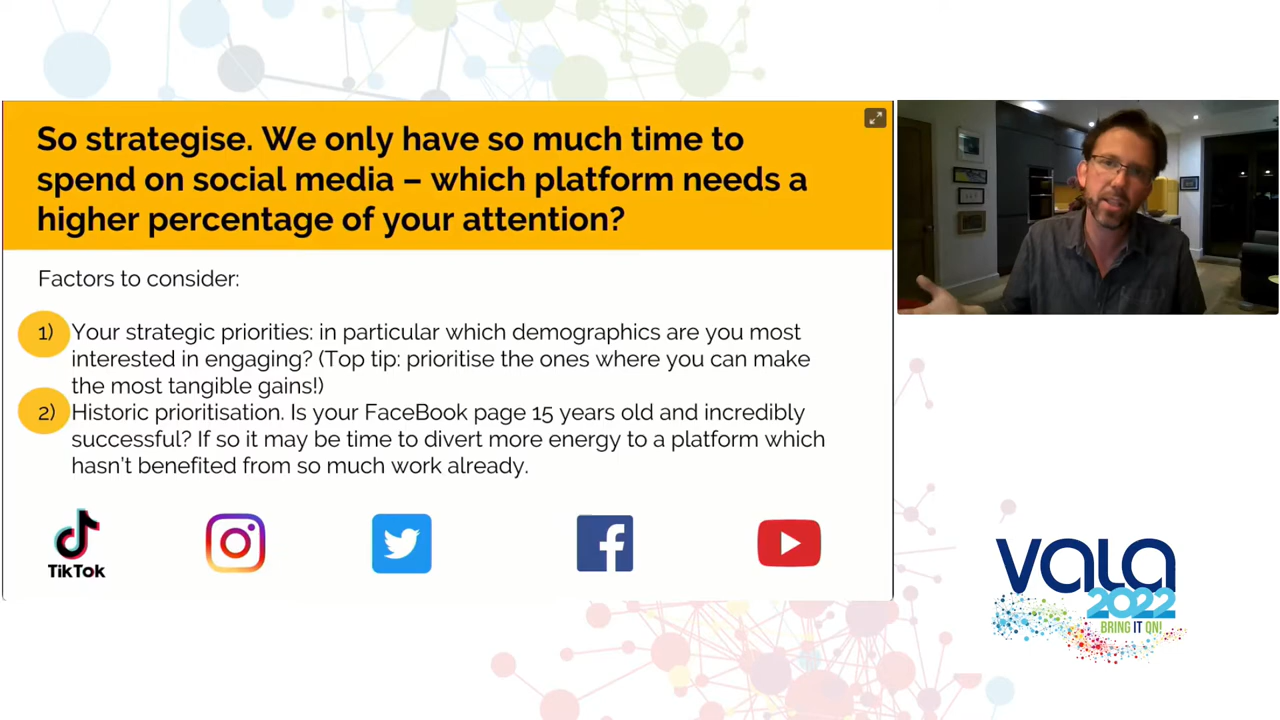 So strategise. We only have so much time to
spend on social media – which platform needs a
higher percentage of your attention?
Factors to consider:
1) Your strategic priorities: in particular which demographics are you most
interested in engaging? (Top tip: prioritise the ones where you can make
the most tangible gains!)
2) Historic prioritisation. Is your FaceBook page 15 years old and incredibly
successful? If so it may be time to divert more energy to a platform which
hasn't benefited from so much work already.
TikTok
VALA
2022
BRING IT ON!